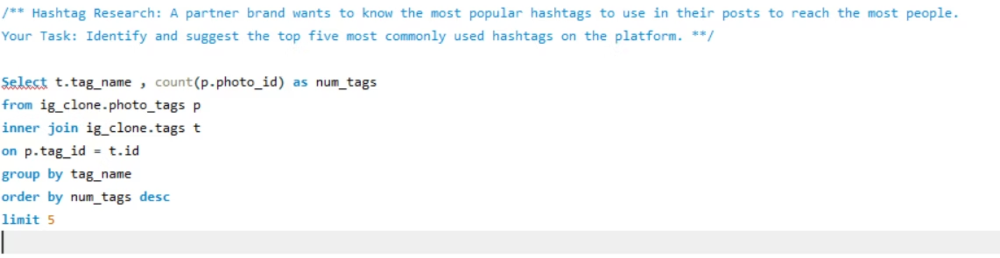 /** Hashtag Research: A partner brand wants to know the most popular hashtags to use in their posts to reach the most people.
Your Task: Identify and suggest the top five most commonly used hashtags on the platform. **/
Select t.tag_name , count(p.photo_id) as num_tags
from ig_clone.photo_tags p
inner join ig_clone.tags t
on p.tag_id = t.id
group by tag_name
order by num_tags desc
limit 5